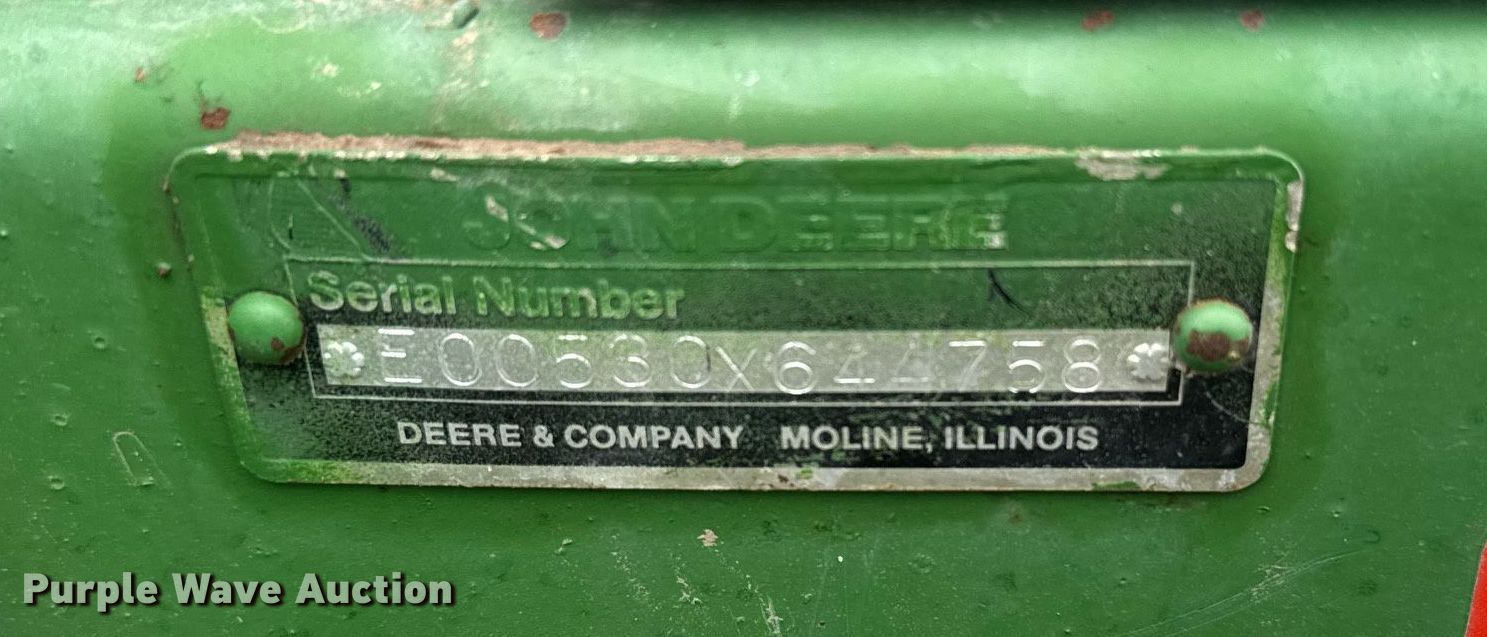 JOHN DEERE
Serial Number
*E00530X644758*
DEERE & COMPANY MOLINE, ILLINOIS
Purple Wave Auction